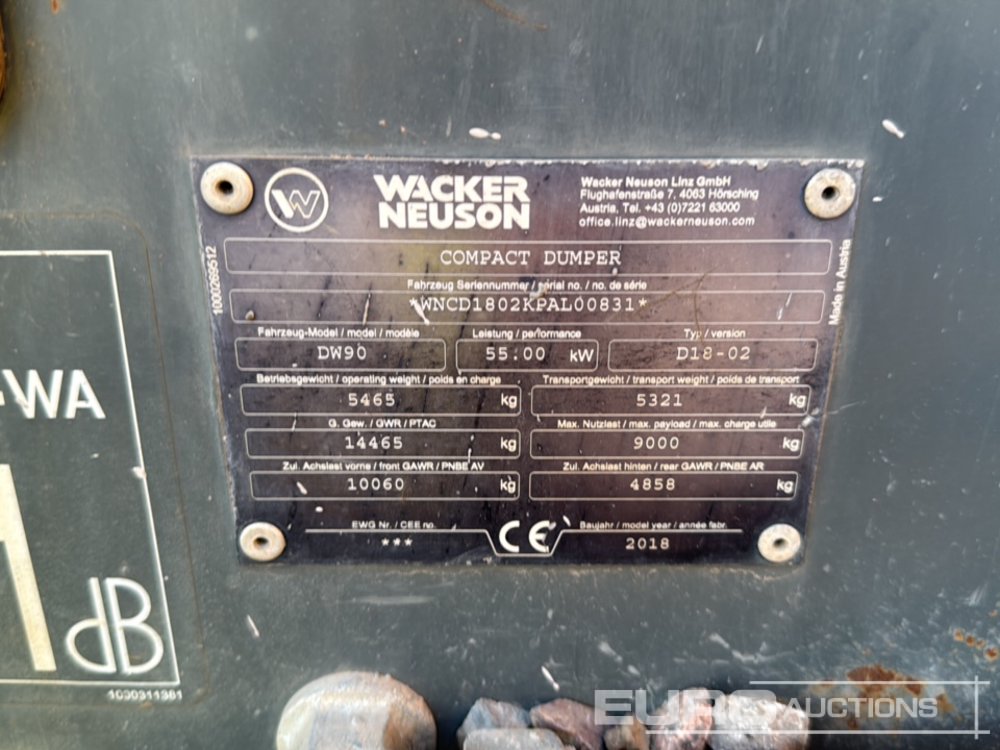 WACKER
NEUSON
Wacker Neuson Linz GmbH
Flughafenstraße 7, 4063 Hörsching
Austria, Tel. +43 (0)7221 63000
office.linz@wackerneuson.com
COMPACT DUMPER
Fahrzeug Seriennummer / serial no. / no. de série
*WNCD1802KPAL00831*
Fahrzeug-Model / model / modèle
Leistung / performance
Typ / version
DW90
55.00 kW
D18-02
Betriebsgewicht / operating weight / poids en charge
Transportgewicht / transport weight / poids de transport
5465 kg
5321 kg
G. Gew. / GWR / PTAC
Max. Nutzlast / max. payload / max. charge utile
14465 kg
9000 kg
Zul. Achslast vorne / front GAWR / PNBE AV
Zul. Achslast hinten / rear GAWR / PNBE AR
10060 kg
4858 kg
EWG Nr. / CEE no.
***
CE
Baujahr / model year / année fabr.
2018
1000269512
Made in Austria
-WA
1
dB
1000311381
EURO AUCTIONS